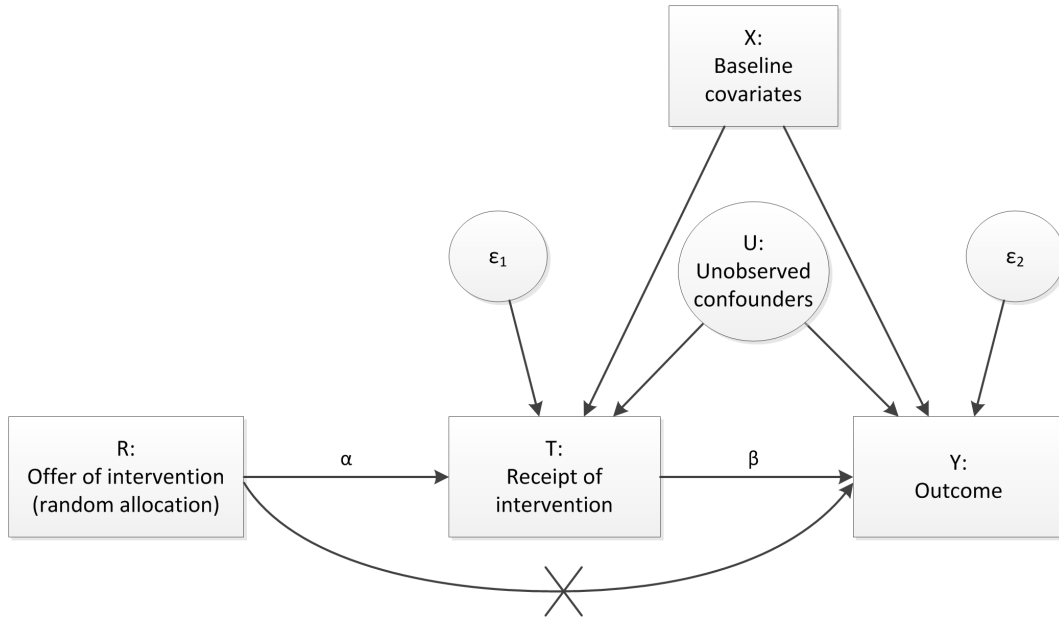 X:
Baseline
covariates
ε1
U:
Unobserved
confounders
ε2
R:
Offer of intervention
(random allocation)
α
T:
Receipt of
intervention
β
Y:
Outcome